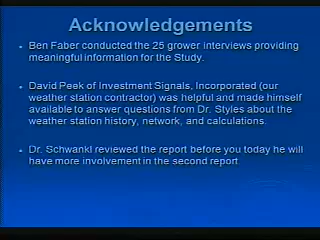 Acknowledgements
Ben Faber conducted the 25 grower interviews providing
meaningful information for the Study.
David Peek of Investment Signals, Incorporated (our
weather station contractor) was helpful and made himself
available to answer questions from Dr. Styles about the
weather station history, network, and calculations.
Dr. Schwankl reviewed the report before you today he will
have more involvement in the second report